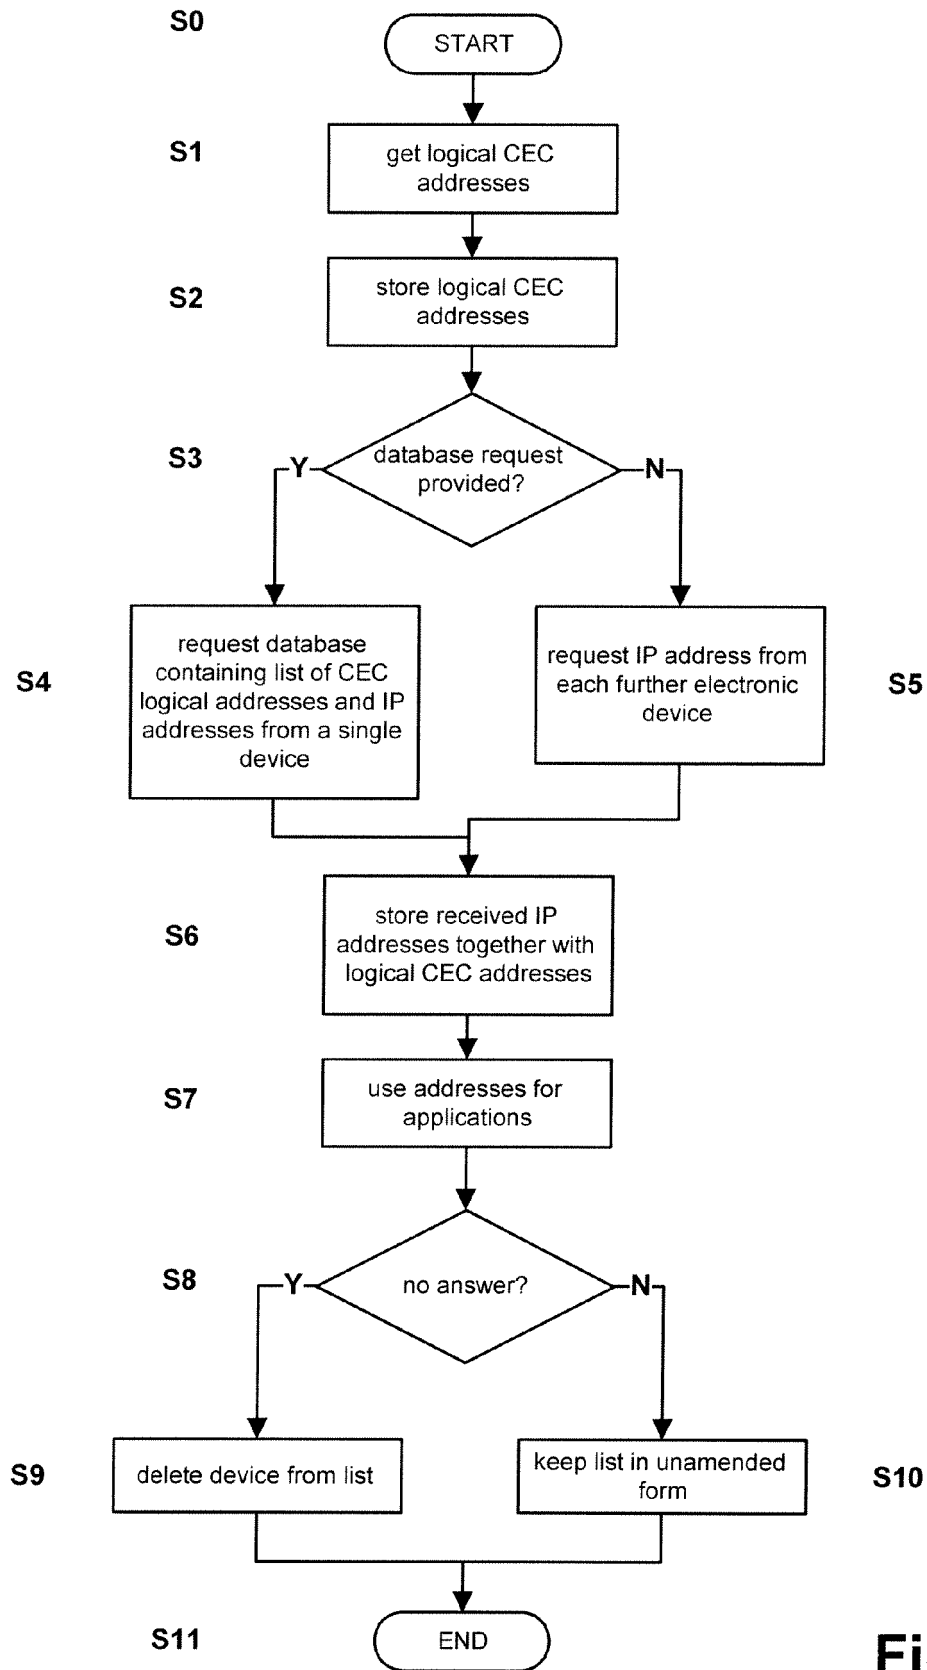 S0
START
S1
get logical CEC
addresses
S2
store logical CEC
addresses
S3
database request
provided?
Y
N
S4
request database
containing list of CEC
logical addresses and IP
addresses from a single
device
request IP address from
each further electronic
device
S5
S6
store received IP
addresses together with
logical CEC addresses
S7
use addresses for
applications
S8
no answer?
Y
N
S9
delete device from list
keep list in unamended
form
S10
S11
END
Fi